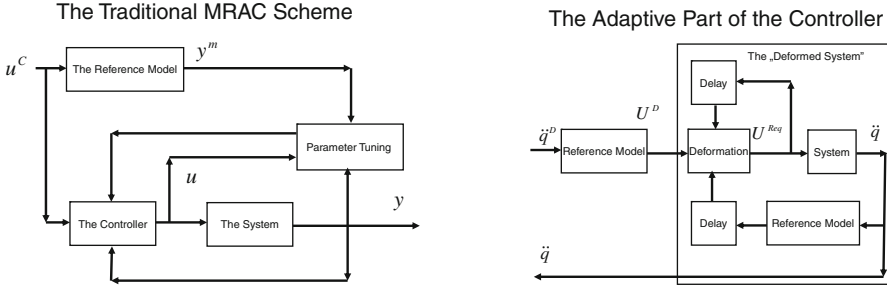 The Traditional MRAC Scheme
u^C
The Reference Model
y^m
Parameter Tuning
u
The Controller
The System
y
The Adaptive Part of the Controller
The „Deformed System”
Delay
q̈^D
Reference Model
U^D
Deformation
U^Req
System
q̈
Delay
Reference Model
q̈